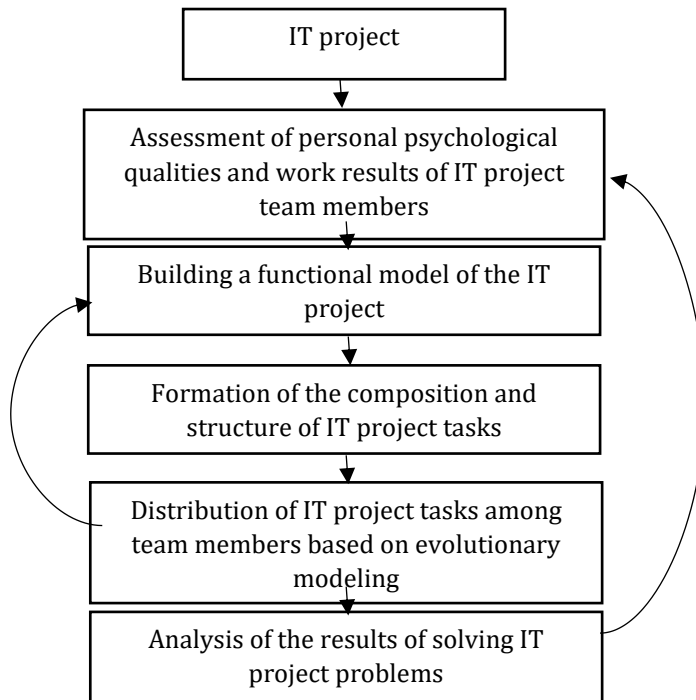 IT project
Assessment of personal psychological
qualities and work results of IT project
team members
Building a functional model of the IT
project
Formation of the composition and
structure of IT project tasks
Distribution of IT project tasks among
team members based on evolutionary
modeling
Analysis of the results of solving IT
project problems